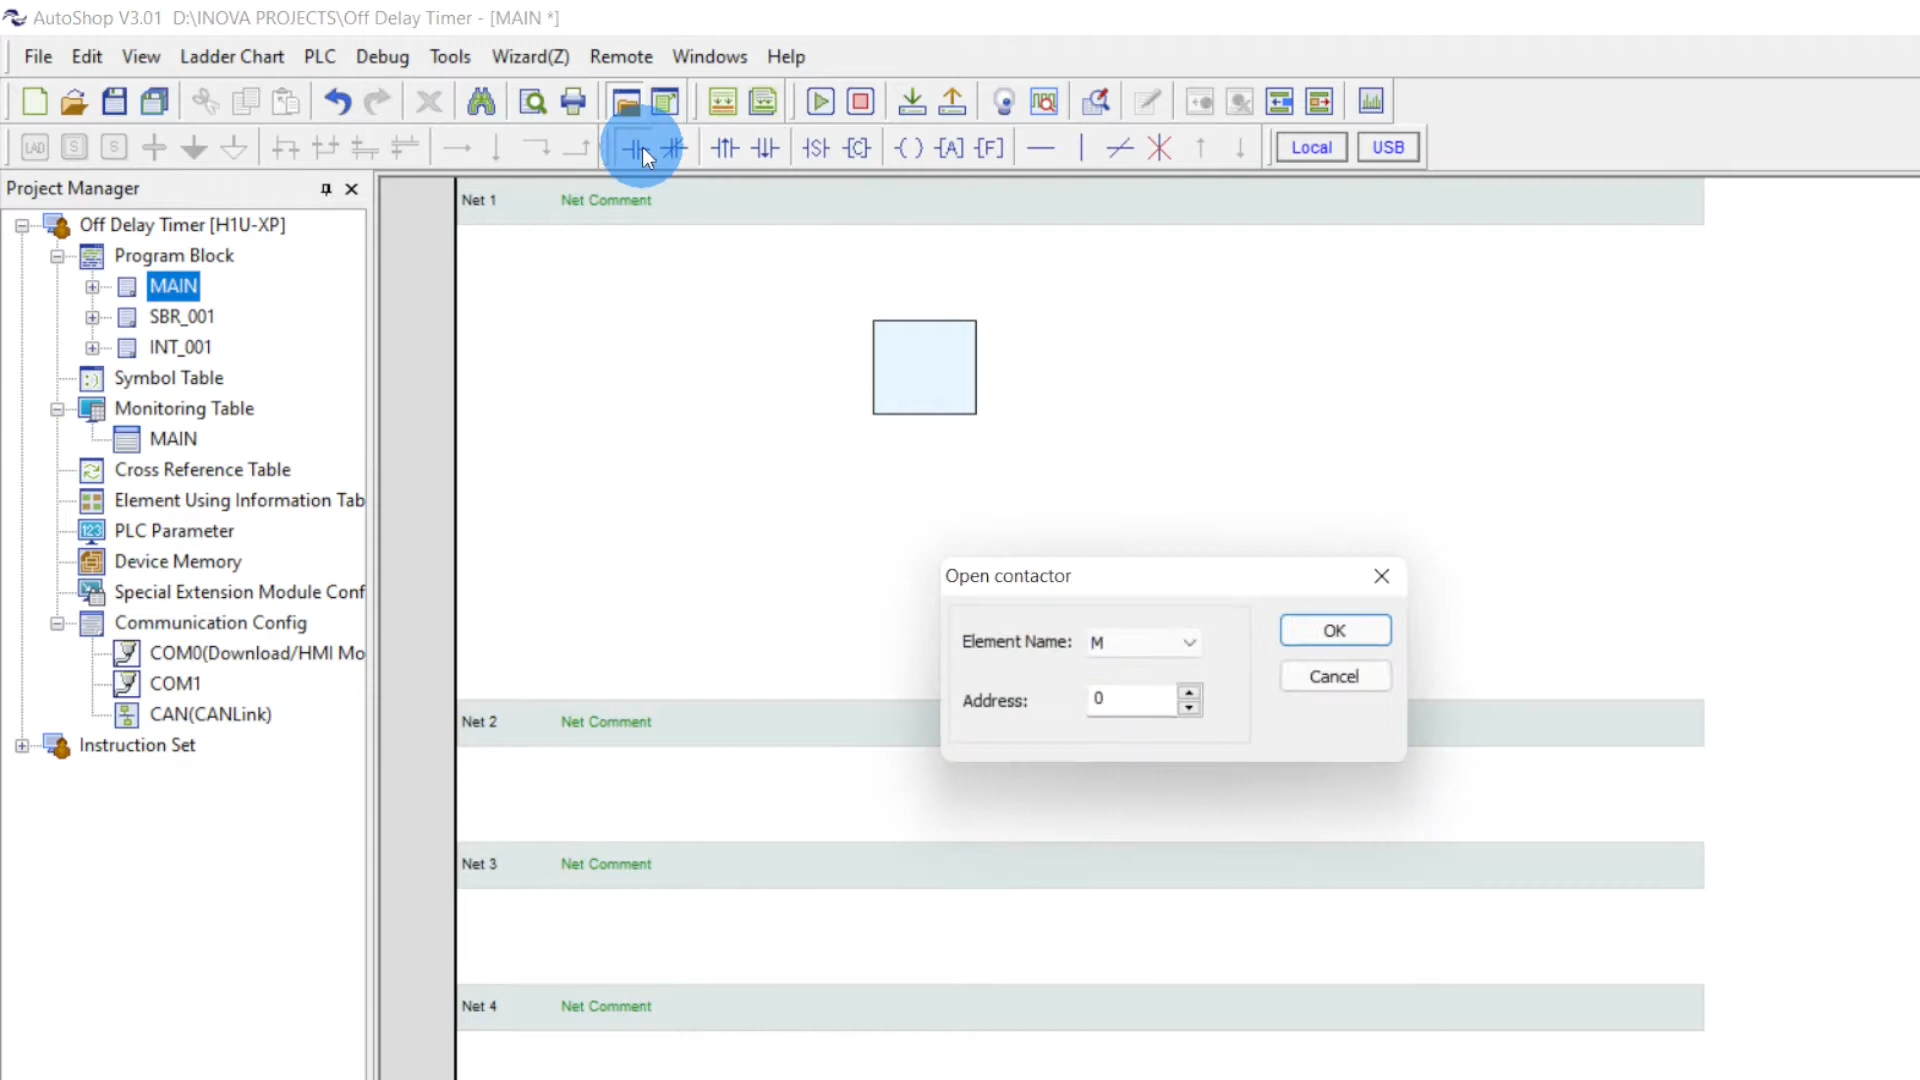 AutoShop V3.01 D:\INOVA PROJECTS\Off Delay Timer - [MAIN *]
File Edit View Ladder Chart PLC Debug Tools Wizard(Z) Remote Windows Help
LAD S S S C ( ) A F Local USB
Project Manager
Off Delay Timer [H1U-XP]
Program Block
MAIN
SBR_001
INT_001
Symbol Table
Monitoring Table
MAIN
Cross Reference Table
Element Using Information Tab
PLC Parameter
123
Device Memory
Special Extension Module Conf
Communication Config
COM0(Download/HMI Mo
COM1
CAN(CANLink)
Instruction Set
Net 1 Net Comment
Open contactor
Element Name: M
OK
Address: 0
Cancel
Net 2 Net Comment
Net 3 Net Comment
Net 4 Net Comment